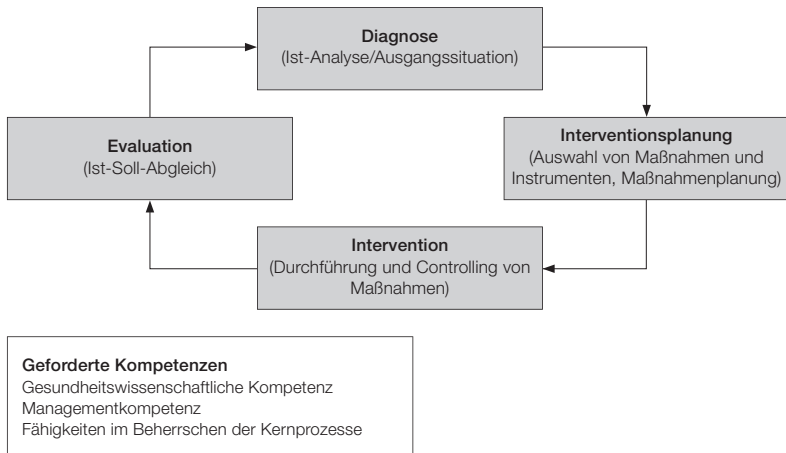 Diagnose
(Ist-Analyse/Ausgangssituation)
Evaluation
(Ist-Soll-Abgleich)
Interventionsplanung
(Auswahl von Maßnahmen und
Instrumenten, Maßnahmenplanung)
Intervention
(Durchführung und Controlling von
Maßnahmen)
Geforderte Kompetenzen
Gesundheitswissenschaftliche Kompetenz
Managementkompetenz
Fähigkeiten im Beherrschen der Kernprozesse